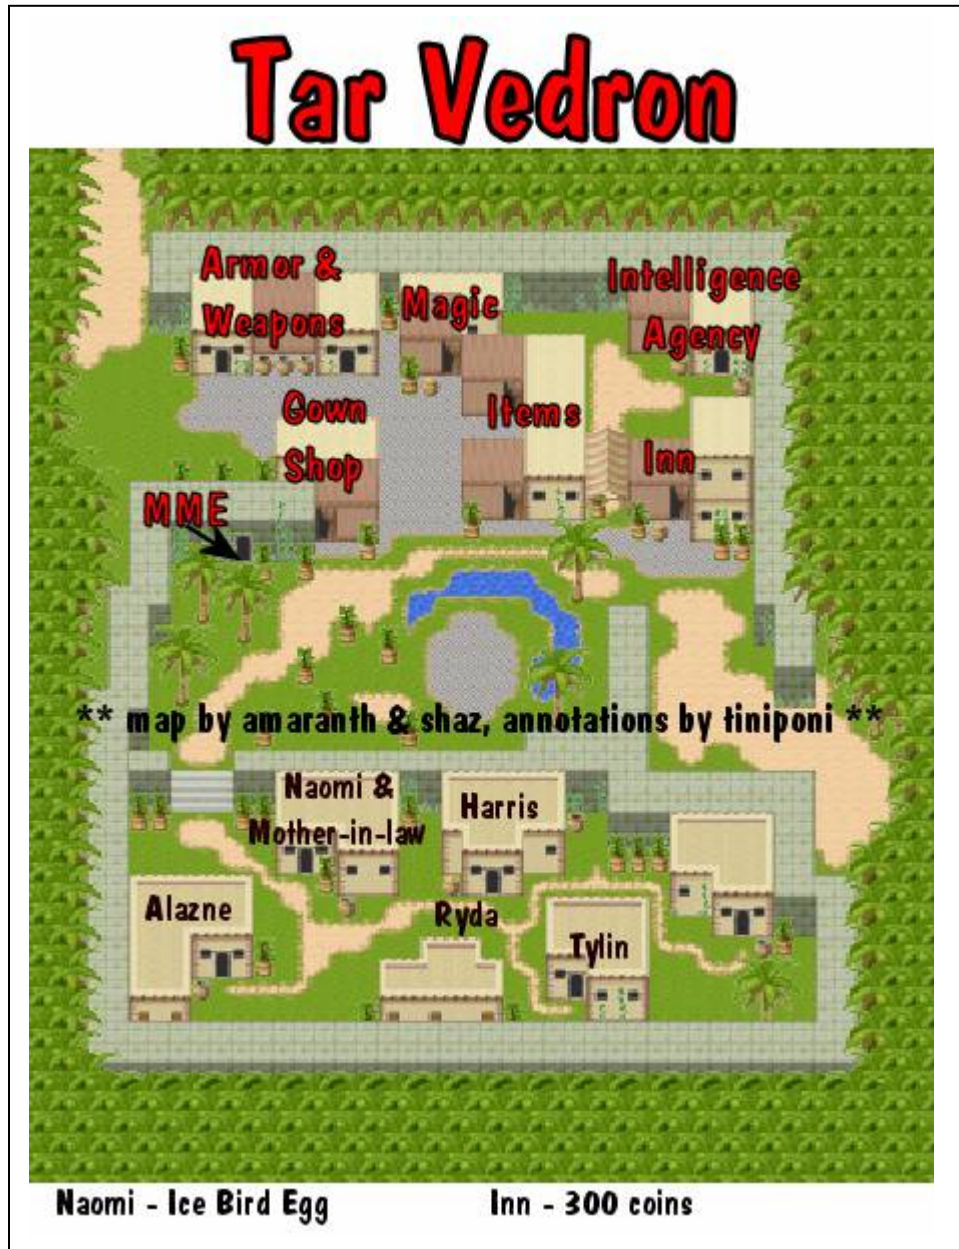 Tar Vedron
Armor &
Weapons
Magic
Intelligence
Agency
Gown
Shop
Items
Inn
MME
** map by amaranth & shaz, annotations by tiniponi **
Naomi &
Mother-in-law
Harris
Alazne
Ryda
Tylin
Naomi - Ice Bird Egg
Inn - 300 coins